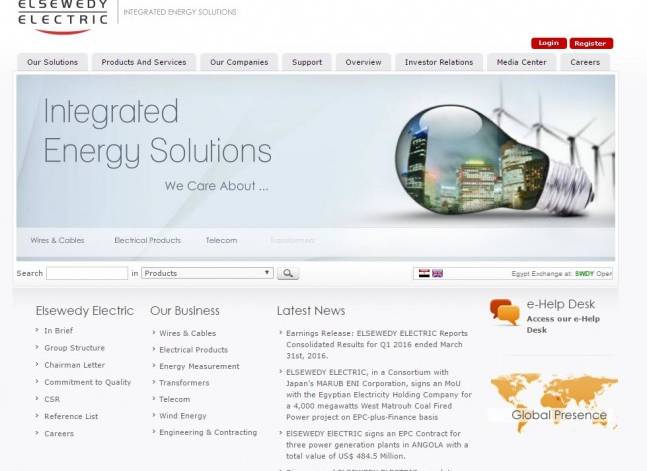 ELSEWEDY
ELECTRIC
INTEGRATED ENERGY SOLUTIONS
Login Register
Our Solutions Products And Services Our Companies Support Overview Investor Relations Media Center Careers
Integrated
Energy Solutions
We Care About ...
Wires & Cables Electrical Products Telecom Transformers
Search in Products
Egypt Exchange at: SWDY Open
Elsewedy Electric
In Brief
Group Structure
Chairman Letter
Commitment to Quality
CSR
Reference List
Careers
Our Business
Wires & Cables
Electrical Products
Energy Measurement
Transformers
Telecom
Wind Energy
Engineering & Contracting
Latest News
Earnings Release: ELSEWEDY ELECTRIC Reports
Consolidated Results for Q1 2016 ended March
31st, 2016.
ELSEWEDY ELECTRIC, in a Consortium with
Japan's MARUB ENI Corporation, signs an MoU
with the Egyptian Electricity Holding Company for
a 4,000 megawatts West Matrouh Coal Fired
Power project on EPC-plus-Finance basis
ElSEWEDY ElECTRIC signs an EPC Contract for
three power generation plants in ANGOLA with a
total value of US$ 484.5 Million.
e-Help Desk
Access our e-Help
Desk
Global Presence